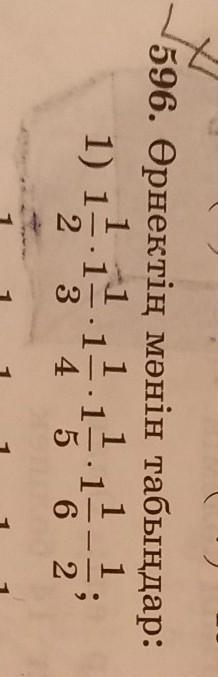 596. Өрнектің мәнін табыңдар:
1) 1 1/2 · 1 1/3 · 1 1/4 · 1 1/5 · 1 1/6 − 1/2;